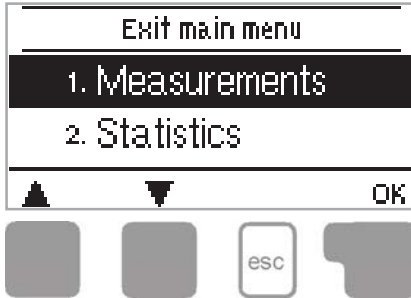 Exit main menu
1. Measurements
2. Statistics
OK
esc